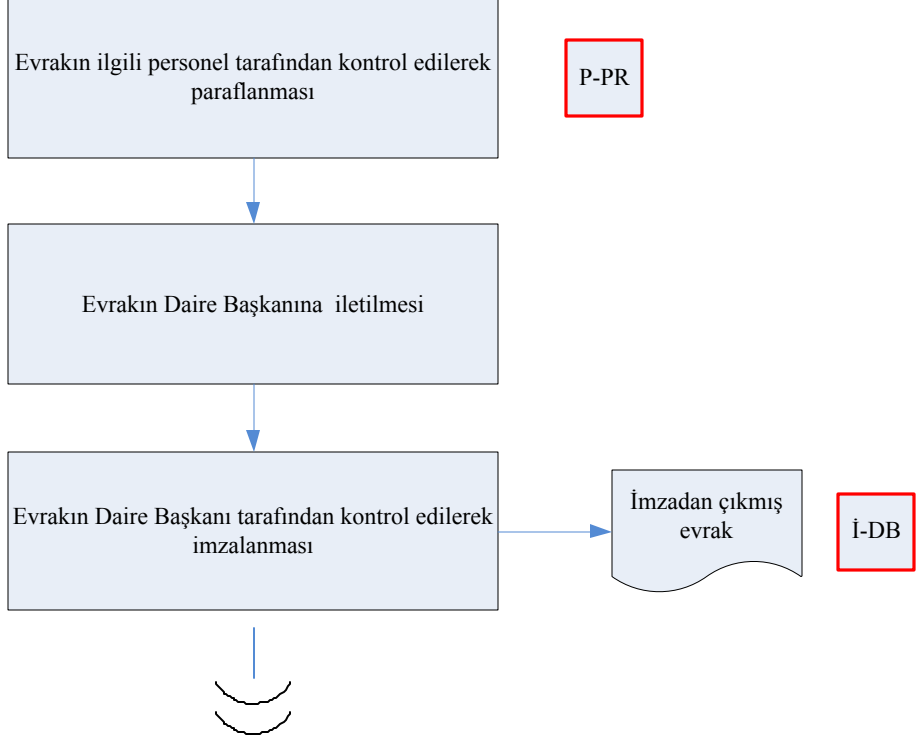 Evrakın ilgili personel tarafından kontrol edilerek
paraflanması
P-PR
Evrakın Daire Başkanına  iletilmesi
Evrakın Daire Başkanı tarafından kontrol edilerek
imzalanması
İmzadan çıkmış
evrak
İ-DB